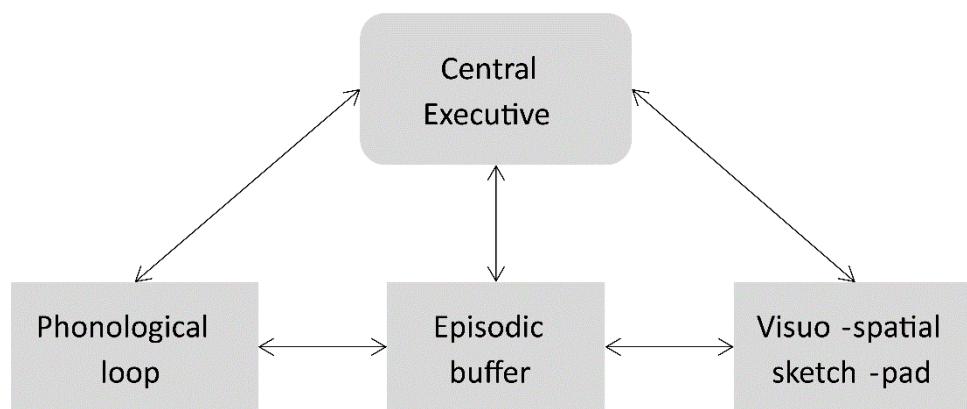 Central
Executive
Phonological
loop
Episodic
buffer
Visuo -spatial
sketch -pad